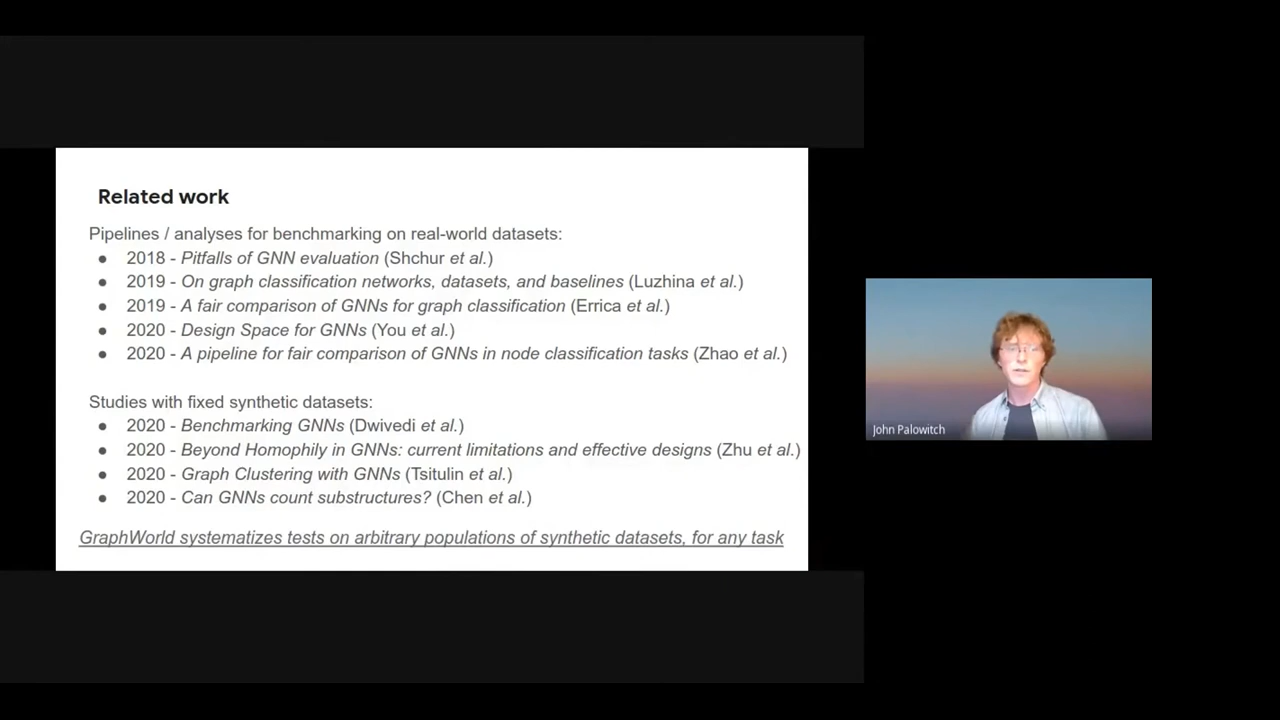 Related work
Pipelines / analyses for benchmarking on real-world datasets:
● 2018 - Pitfalls of GNN evaluation (Shchur et al.)
● 2019 - On graph classification networks, datasets, and baselines (Luzhina et al.)
● 2019 - A fair comparison of GNNs for graph classification (Errica et al.)
● 2020 - Design Space for GNNs (You et al.)
● 2020 - A pipeline for fair comparison of GNNs in node classification tasks (Zhao et al.)
Studies with fixed synthetic datasets:
● 2020 - Benchmarking GNNs (Dwivedi et al.)
● 2020 - Beyond Homophily in GNNs: current limitations and effective designs (Zhu et al.)
● 2020 - Graph Clustering with GNNs (Tsitulin et al.)
● 2020 - Can GNNs count substructures? (Chen et al.)
GraphWorld systematizes tests on arbitrary populations of synthetic datasets, for any task
John Palowitch